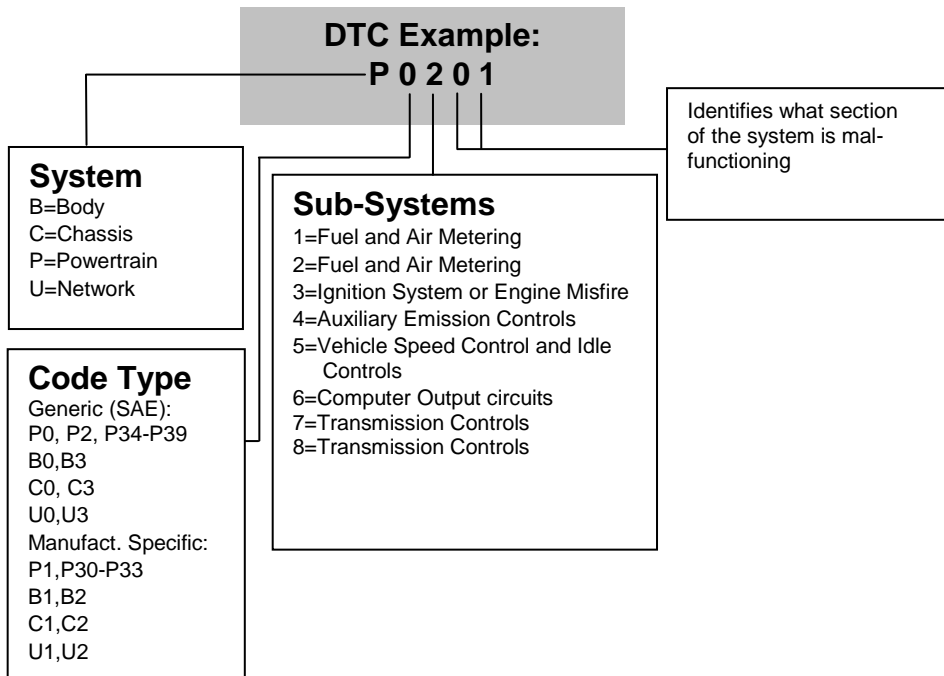 DTC Example:
P 0 2 0 1
Identifies what section
of the system is mal-
functioning
System
B=Body
C=Chassis
P=Powertrain
U=Network
Sub-Systems
1=Fuel and Air Metering
2=Fuel and Air Metering
3=Ignition System or Engine Misfire
4=Auxiliary Emission Controls
5=Vehicle Speed Control and Idle
Controls
6=Computer Output circuits
7=Transmission Controls
8=Transmission Controls
Code Type
Generic (SAE):
P0, P2, P34-P39
B0,B3
C0, C3
U0,U3
Manufact. Specific:
P1,P30-P33
B1,B2
C1,C2
U1,U2